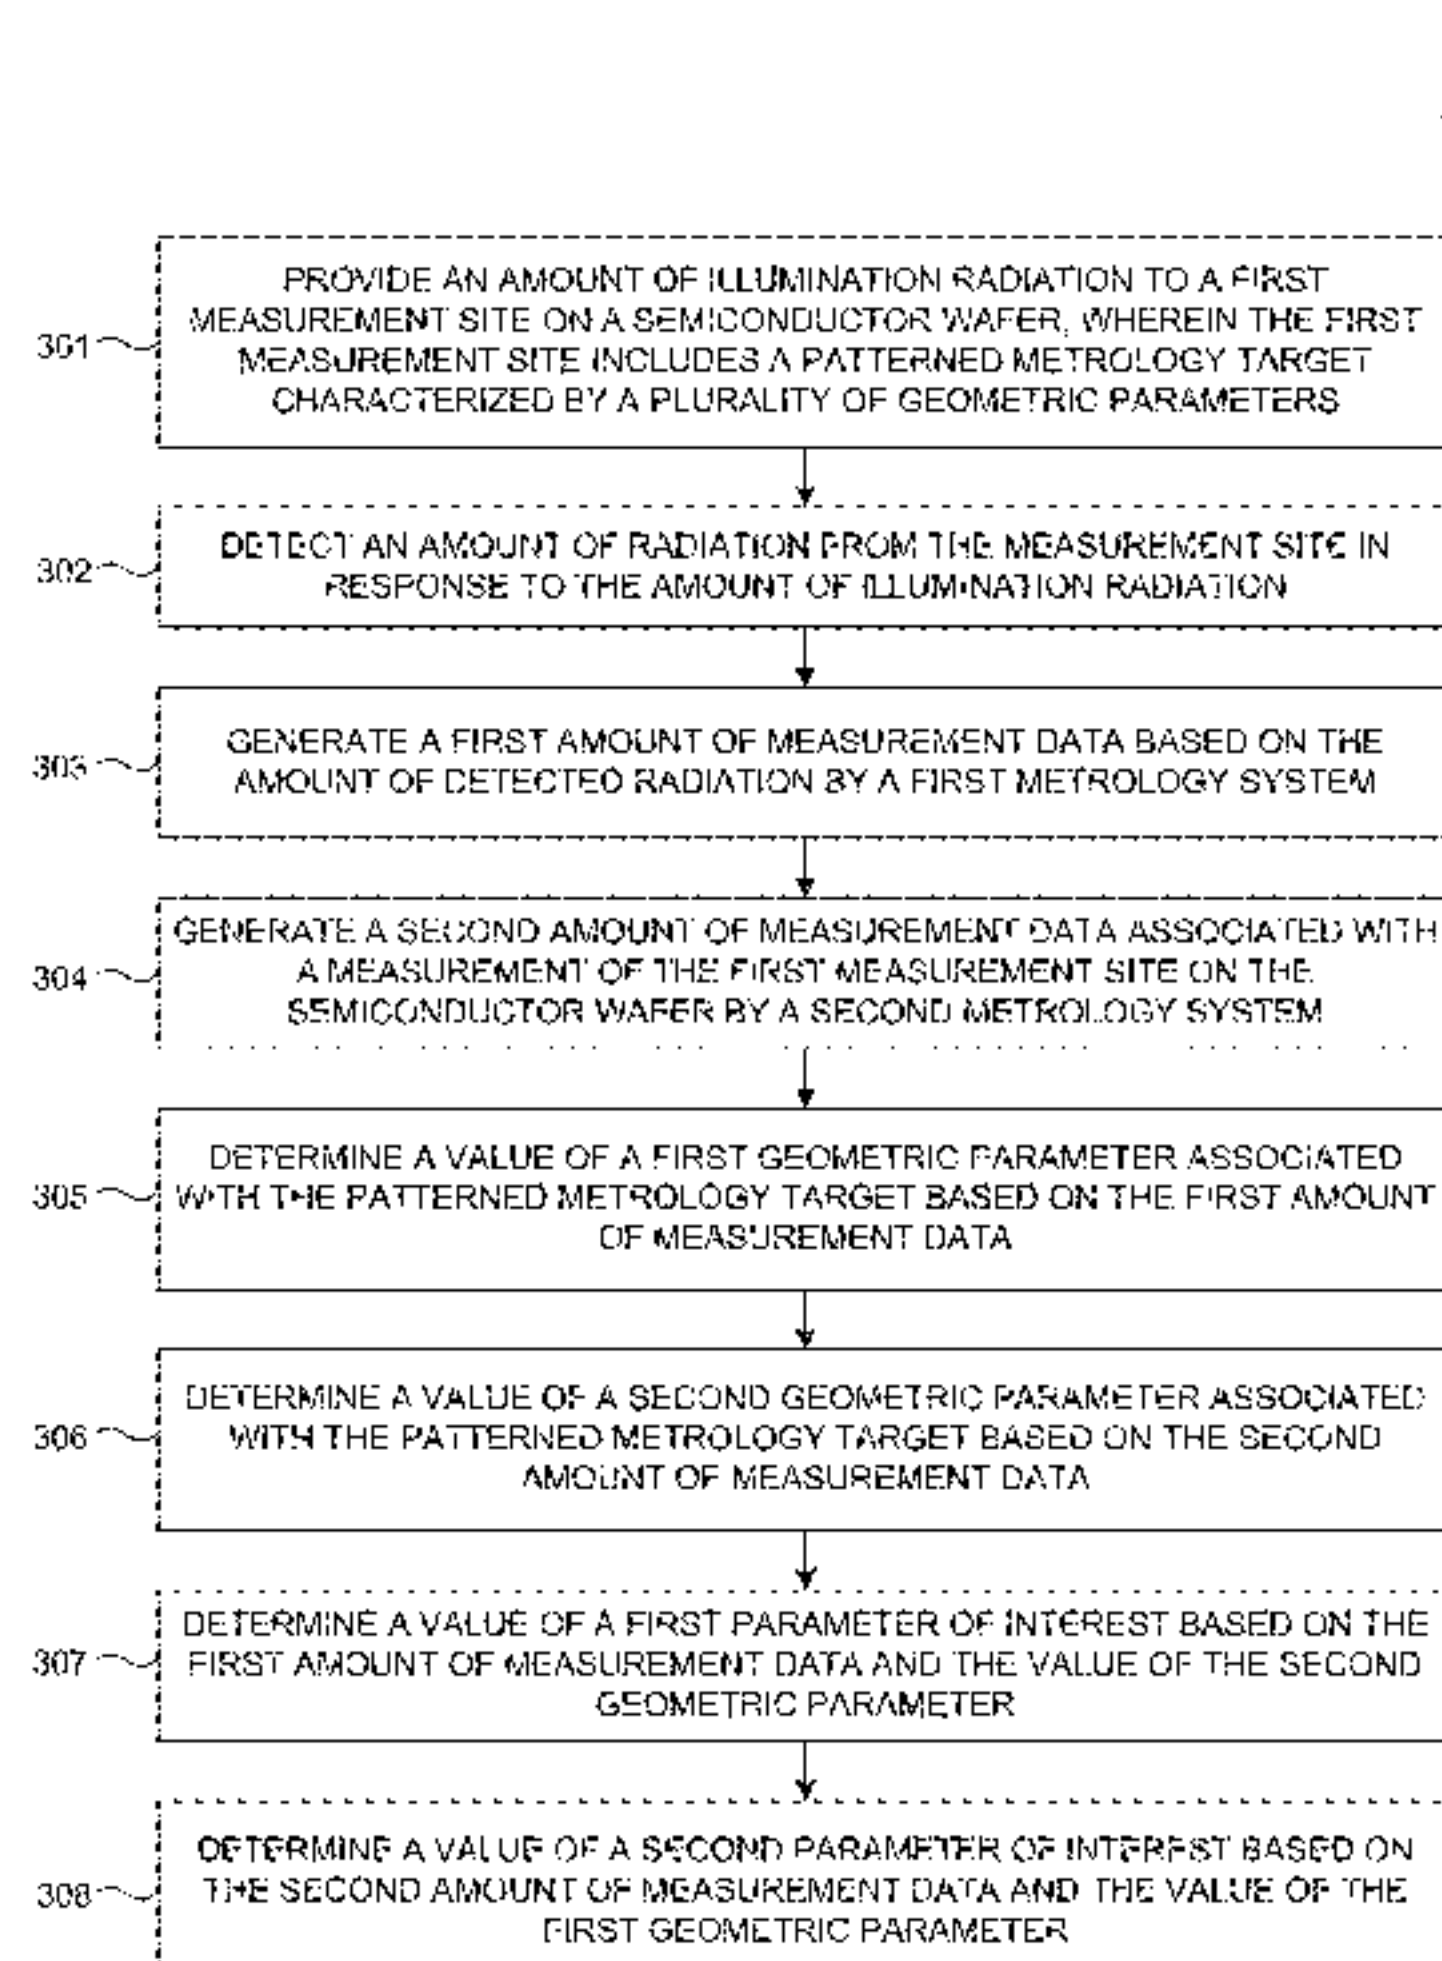 301
PROVIDE AN AMOUNT OF ILLUMINATION RADIATION TO A FIRST
MEASUREMENT SITE ON A SEMICONDUCTOR WAFER, WHEREIN THE FIRST
MEASUREMENT SITE INCLUDES A PATTERNED METROLOGY TARGET
CHARACTERIZED BY A PLURALITY OF GEOMETRIC PARAMETERS
302
DETECT AN AMOUNT OF RADIATION FROM THE MEASUREMENT SITE IN
RESPONSE TO THE AMOUNT OF ILLUMINATION RADIATION
303
GENERATE A FIRST AMOUNT OF MEASUREMENT DATA BASED ON THE
AMOUNT OF DETECTED RADIATION BY A FIRST METROLOGY SYSTEM
304
GENERATE A SECOND AMOUNT OF MEASUREMENT DATA ASSOCIATED WITH
A MEASUREMENT OF THE FIRST MEASUREMENT SITE ON THE
SEMICONDUCTOR WAFER BY A SECOND METROLOGY SYSTEM
305
DETERMINE A VALUE OF A FIRST GEOMETRIC PARAMETER ASSOCIATED
WITH THE PATTERNED METROLOGY TARGET BASED ON THE FIRST AMOUNT
OF MEASUREMENT DATA
306
DETERMINE A VALUE OF A SECOND GEOMETRIC PARAMETER ASSOCIATED
WITH THE PATTERNED METROLOGY TARGET BASED ON THE SECOND
AMOUNT OF MEASUREMENT DATA
307
DETERMINE A VALUE OF A FIRST PARAMETER OF INTEREST BASED ON THE
FIRST AMOUNT OF MEASUREMENT DATA AND THE VALUE OF THE SECOND
GEOMETRIC PARAMETER
308
DETERMINE A VALUE OF A SECOND PARAMETER OF INTEREST BASED ON
THE SECOND AMOUNT OF MEASUREMENT DATA AND THE VALUE OF THE
FIRST GEOMETRIC PARAMETER